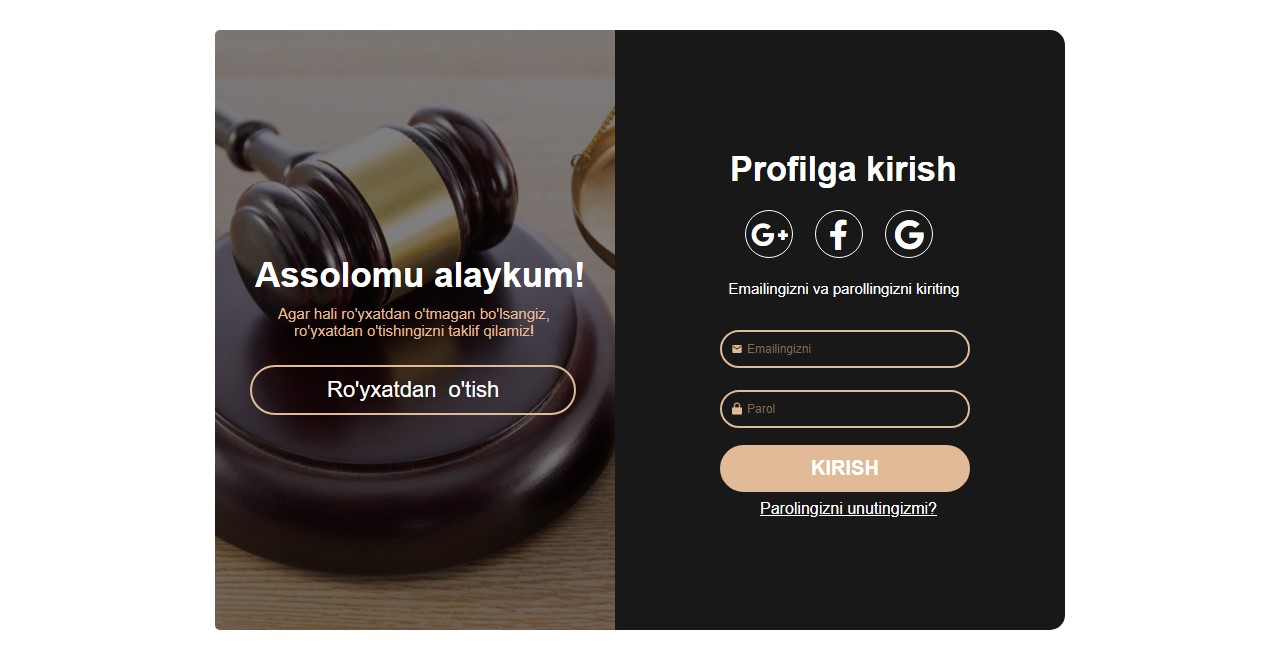 Assolomu alaykum!
Agar hali ro'yxatdan o'tmagan bo'lsangiz,
ro'yxatdan o'tishingizni taklif qilamiz!
Ro'yxatdan o'tish
Profilga kirish
G+ f G
Emailingizni va parollingizni kiriting
Emailingizni
Parol
KIRISH
Parolingizni unutingizmi?